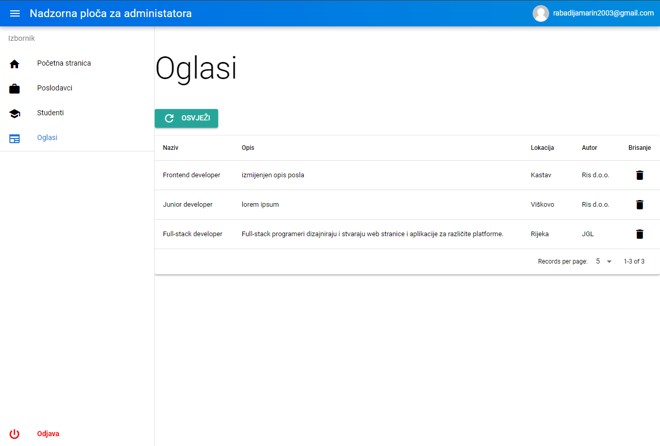 Nadzorna ploča za administatora
rabadijamarin2003@gmail.com
Izbornik
Početna stranica
Poslodavci
Studenti
Oglasi
Odjava
Oglasi
OSVJEŽI
Naziv Opis Lokacija Autor Brisanje
Frontend developer izmijenjen opis posla Kastav Ris d.o.o.
Junior developer lorem ipsum Viškovo Ris d.o.o.
Full-stack developer Full-stack programeri dizajniraju i stvaraju web stranice i aplikacije za različite platforme. Rijeka JGL
Records per page: 5 1-3 of 3